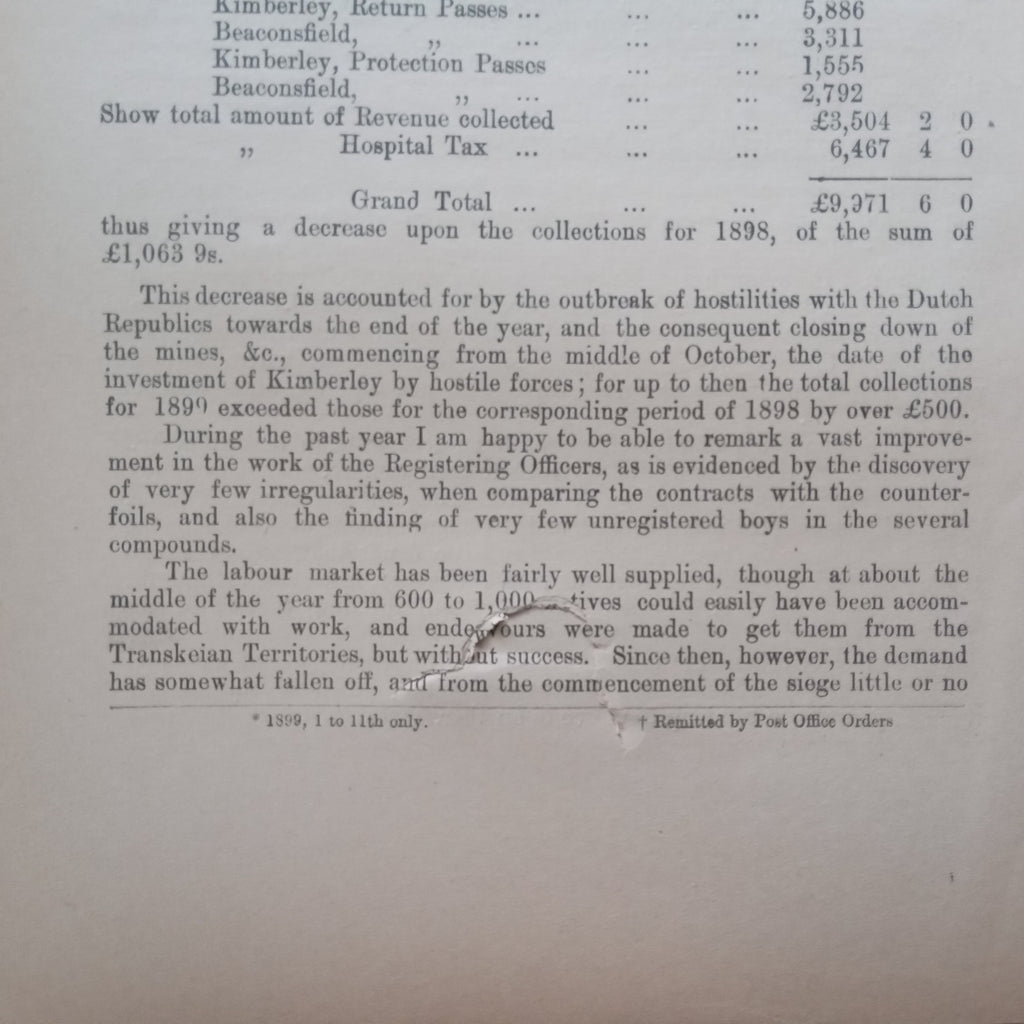 Kimberley, Return Passes ... ... ... 5,886
Beaconsfield, ,, ... ... ... 3,311
Kimberley, Protection Passes ... ... 1,555
Beaconsfield, ,, ... ... ... 2,792
Show total amount of Revenue collected ... ... £3,504 2 0
,, Hospital Tax ... ... ... 6,467 4 0
Grand Total ... ... ... £9,971 6 0
thus giving a decrease upon the collections for 1898, of the sum of
£1,063 9s.
This decrease is accounted for by the outbreak of hostilities with the Dutch
Republics towards the end of the year, and the consequent closing down of
the mines, &c., commencing from the middle of October, the date of the
investment of Kimberley by hostile forces; for up to then the total collections
for 1899 exceeded those for the corresponding period of 1898 by over £500.
During the past year I am happy to be able to remark a vast improve-
ment in the work of the Registering Officers, as is evidenced by the discovery
of very few irregularities, when comparing the contracts with the counter-
foils, and also the finding of very few unregistered boys in the several
compounds.
The labour market has been fairly well supplied, though at about the
middle of the year from 600 to 1,000 tives could easily have been accom-
modated with work, and endeavours were made to get them from the
Transkeian Territories, but without success. Since then, however, the demand
has somewhat fallen off, and from the commencement of the siege little or no
* 1899, 1 to 11th only. † Remitted by Post Office Orders